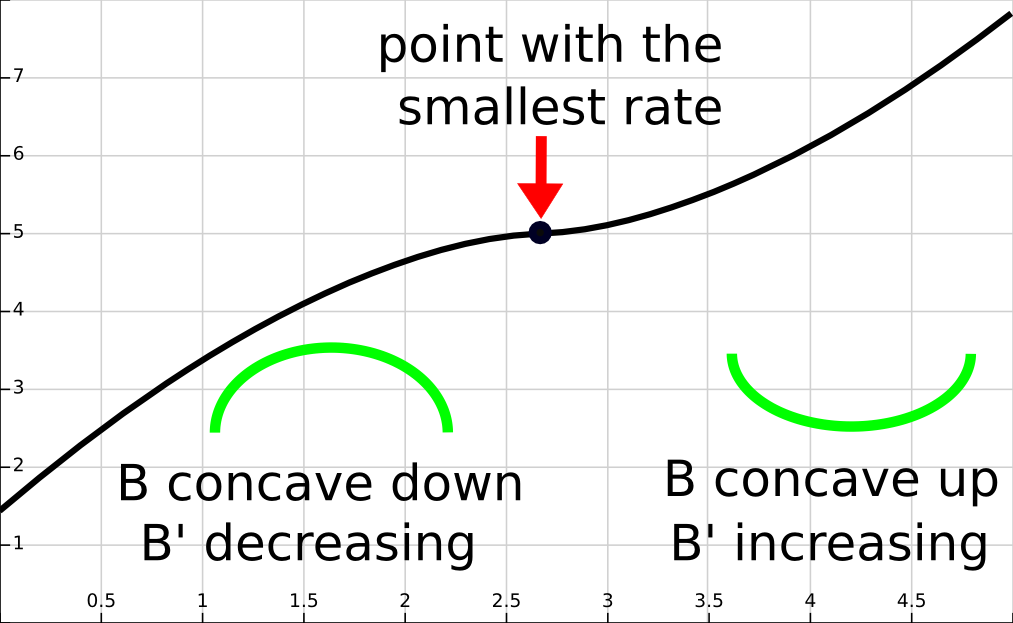 point with the
smallest rate
7
6
5
4
3
2
1
B concave down
B' decreasing
B concave up
B' increasing
0.5 1 1.5 2 2.5 3 3.5 4 4.5